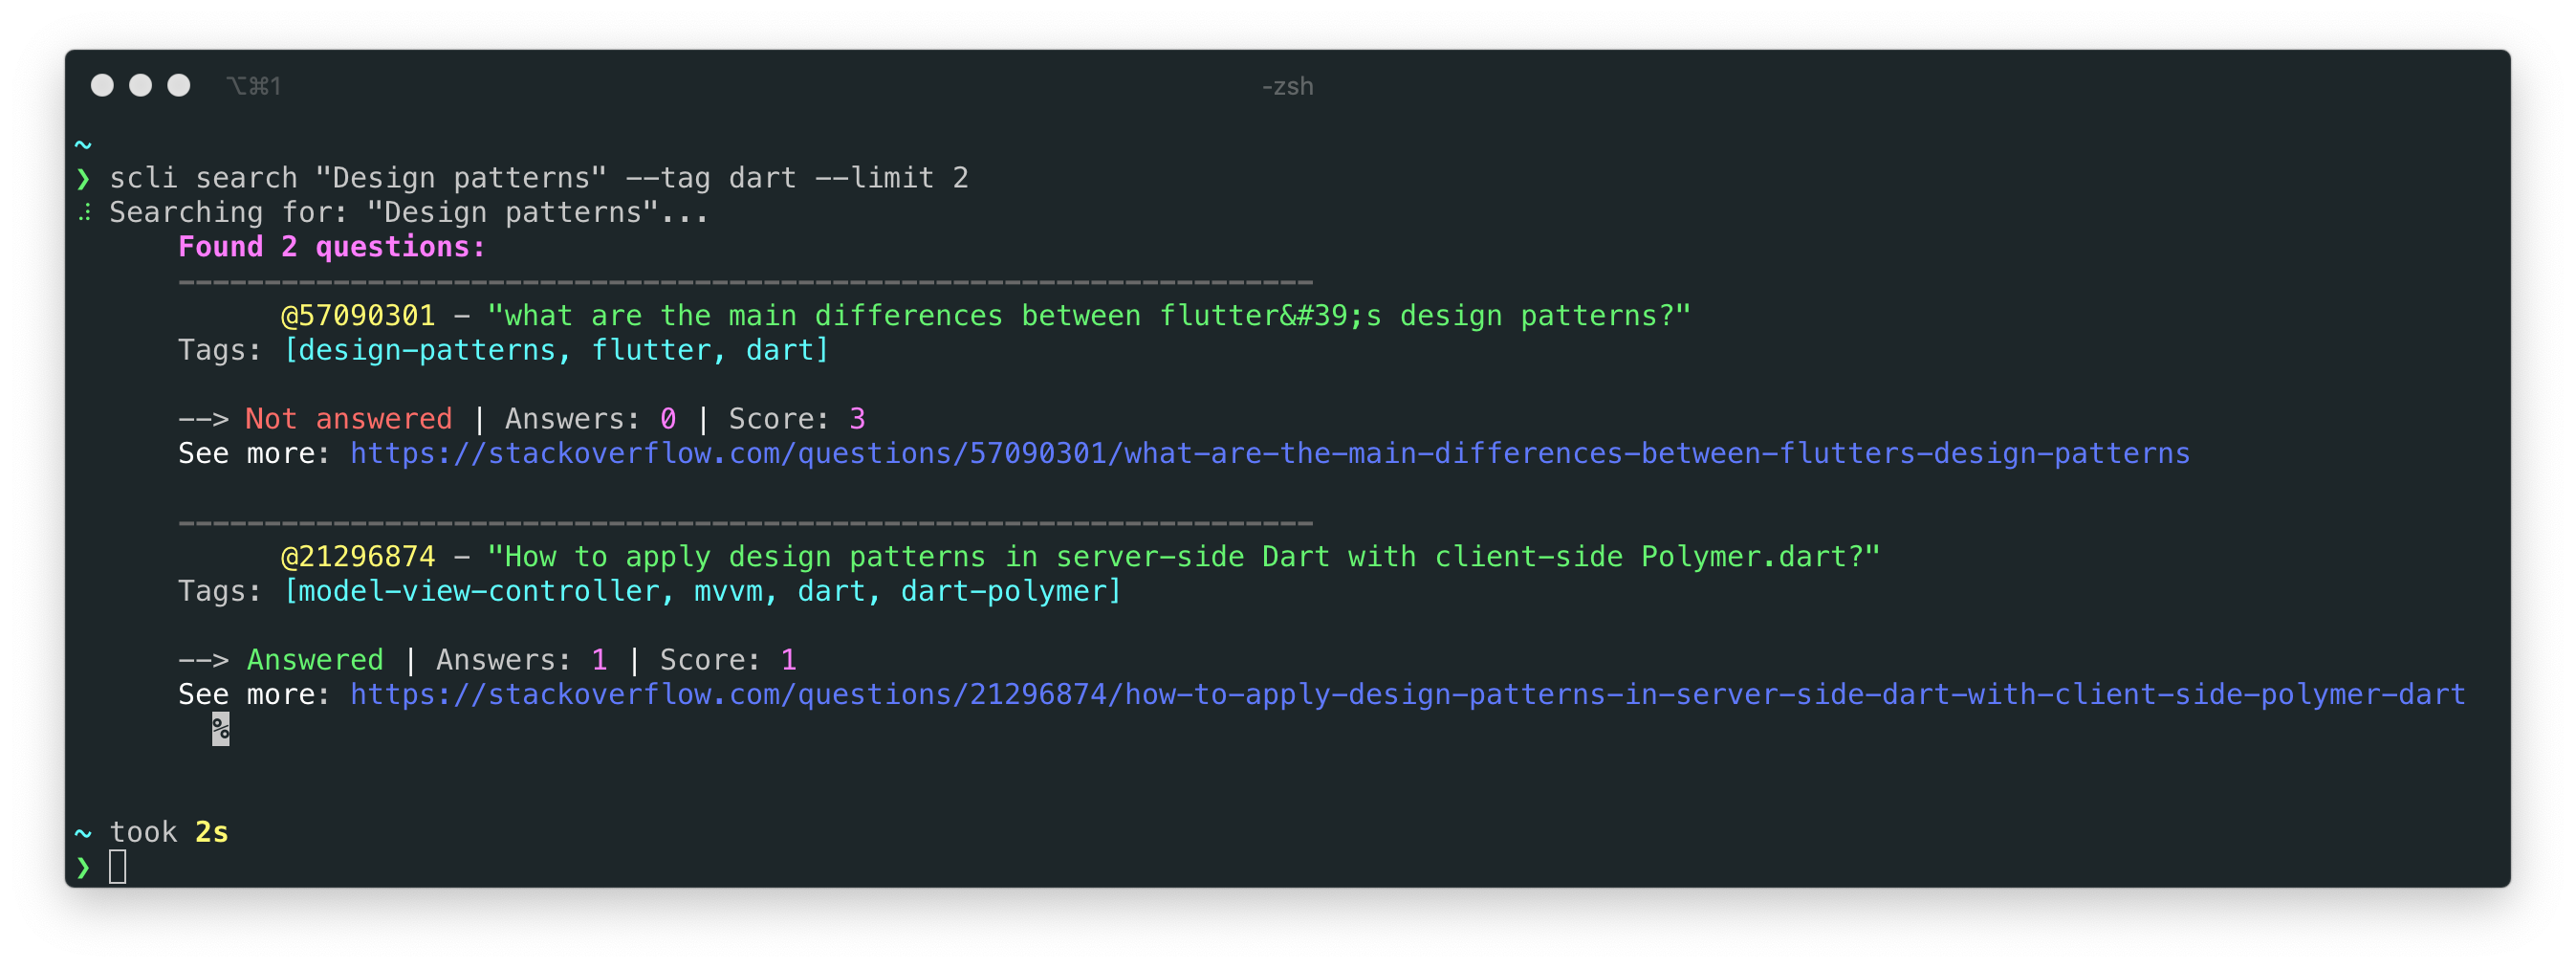 ⌥⌘1 -zsh
~
❯ scli search "Design patterns" --tag dart --limit 2
⠼ Searching for: "Design patterns"...
Found 2 questions:
------------------------------------------------------------------
@57090301 - "what are the main differences between flutter&#39;s design patterns?"
Tags: [design-patterns, flutter, dart]
--> Not answered | Answers: 0 | Score: 3
See more: https://stackoverflow.com/questions/57090301/what-are-the-main-differences-between-flutters-design-patterns
------------------------------------------------------------------
@21296874 - "How to apply design patterns in server-side Dart with client-side Polymer.dart?"
Tags: [model-view-controller, mvvm, dart, dart-polymer]
--> Answered | Answers: 1 | Score: 1
See more: https://stackoverflow.com/questions/21296874/how-to-apply-design-patterns-in-server-side-dart-with-client-side-polymer-dart
%
~ took 2s
❯